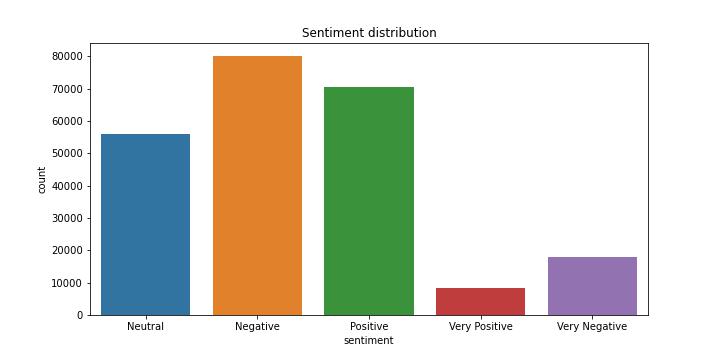 Sentiment distribution
80000
70000
60000
50000
40000
30000
20000
10000
0
count
Neutral Negative Positive Very Positive Very Negative
sentiment